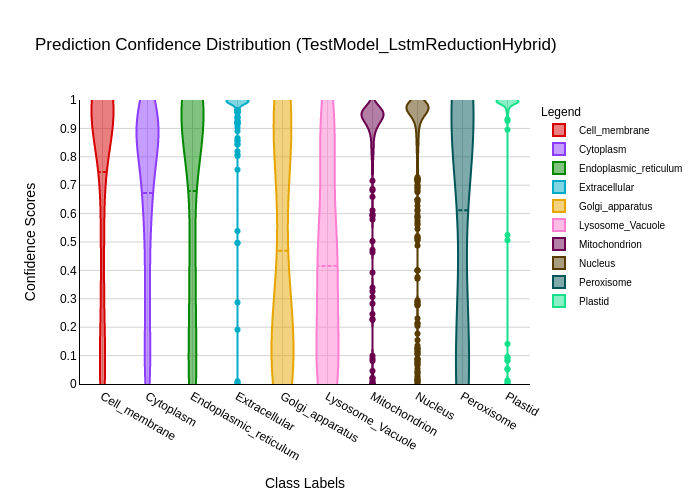 Prediction Confidence Distribution (TestModel_LstmReductionHybrid)
Confidence Scores
1
0.9
0.8
0.7
0.6
0.5
0.4
0.3
0.2
0.1
0
Cell_membrane
Cytoplasm
Endoplasmic_reticulum
Extracellular
Golgi_apparatus
Lysosome_Vacuole
Mitochondrion
Nucleus
Peroxisome
Plastid
Class Labels
Legend
Cell_membrane
Cytoplasm
Endoplasmic_reticulum
Extracellular
Golgi_apparatus
Lysosome_Vacuole
Mitochondrion
Nucleus
Peroxisome
Plastid